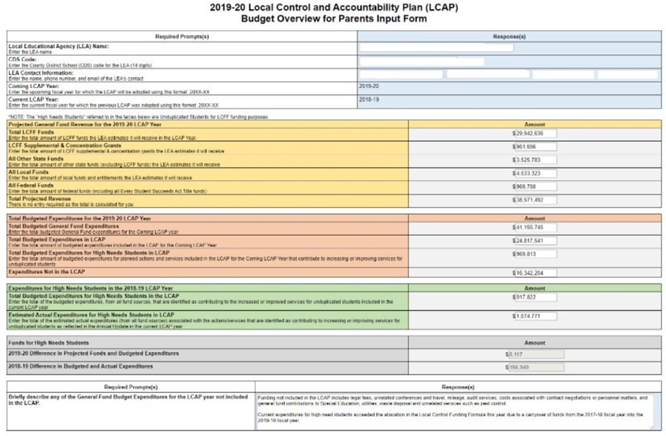 2019-20 Local Control and Accountability Plan (LCAP)
Budget Overview for Parents Input Form
Required Prompts(s)
Response(s)
Local Educational Agency (LEA) Name:
Enter the LEA name
CDS Code:
Enter the County District School (CDS) code for the LEA (14 digits)
LEA Contact Information:
Enter the name, phone number, and email of the LEA's contact
Coming LCAP Year:
Enter the upcoming fiscal year for which the LCAP will be adopted using this format: 20XX-XX
2019-20
Current LCAP Year:
Enter the current fiscal year for which the previous LCAP was adopted using this format: 20XX-XX
2018-19
*NOTE: The "High Needs Students" referred to in the tables below are Unduplicated Students for LCFF funding purposes.
Projected General Fund Revenue for the 2019-20 LCAP Year
Amount
Total LCFF Funds
Enter the total amount of LCFF funds the LEA estimates it will receive in the LCAP Year
$29,942,636
LCFF Supplemental & Concentration Grants
Enter the total amount of LCFF supplemental & concentration grants the LEA estimates it will receive
$961,696
All Other State Funds
Enter the total amount of other state funds (excluding LCFF funds) the LEA estimates it will receive
$3,525,783
All Local Funds
Enter the total amount of local funds and entitlements the LEA estimates it will receive
$4,533,323
All Federal Funds
Enter the total amount of federal funds (including all Every Student Succeeds Act Title funds)
Total Projected Revenue
There is no entry required as the total is calculated for you
$38,971,492
Total Budgeted Expenditures for the 2019-20 LCAP Year
Amount
Total Budgeted General Fund Expenditures
Enter the total budgeted General Fund expenditures for the Coming LCAP year
$41,159,745
Total Budgeted Expenditures in LCAP
Enter the total amount of budgeted expenditures included in the LCAP for the Coming LCAP Year
$24,817,541
Total Budgeted Expenditures for High Needs Students in LCAP
Enter the total amount of budgeted expenditures for planned actions and services included in the LCAP for the Coming LCAP Year that contribute to increasing or improving services for
unduplicated students
$969,813
Expenditures Not in the LCAP
$16,342,204
Expenditures for High Needs Students in the 2018-19 LCAP Year
Amount
Total Budgeted Expenditures for High Needs Students in the LCAP
Enter the total of the budgeted expenditures, from all fund sources, that are identified as contributing to increasing or improved services for unduplicated students included in the
current LCAP year
$917,822
Estimated Actual Expenditures for High Needs Students in LCAP
Enter the total of the estimated actual expenditures (from all fund sources) associated with the actions/services that are identified as contributing to increasing or improving services for
unduplicated students as reflected in the Annual Update in the current LCAP year
$1,074,771
Funds for High Needs Students
Amount
2019-20 Difference in Projected Funds and Budgeted Expenditures
$8,117
2018-19 Difference in Budgeted and Actual Expenditures
$156,949
Required Prompts(s)
Response(s)
Briefly describe any of the General Fund Budget Expenditures for the LCAP year not included
in the LCAP.
Funding not included in the LCAP includes legal fees, unrelated conferences and travel, mileage, audit services, costs associated with contract negotiations or personnel matters, and
general fund contributions to Special Education, utilities, waste disposal and unrelated services such as pest control.
Current expenditures for high need students exceeded the allocation in the Local Control Funding Formula this year due to a carryover of funds from the 2017-18 fiscal year into the
2018-19 fiscal year.